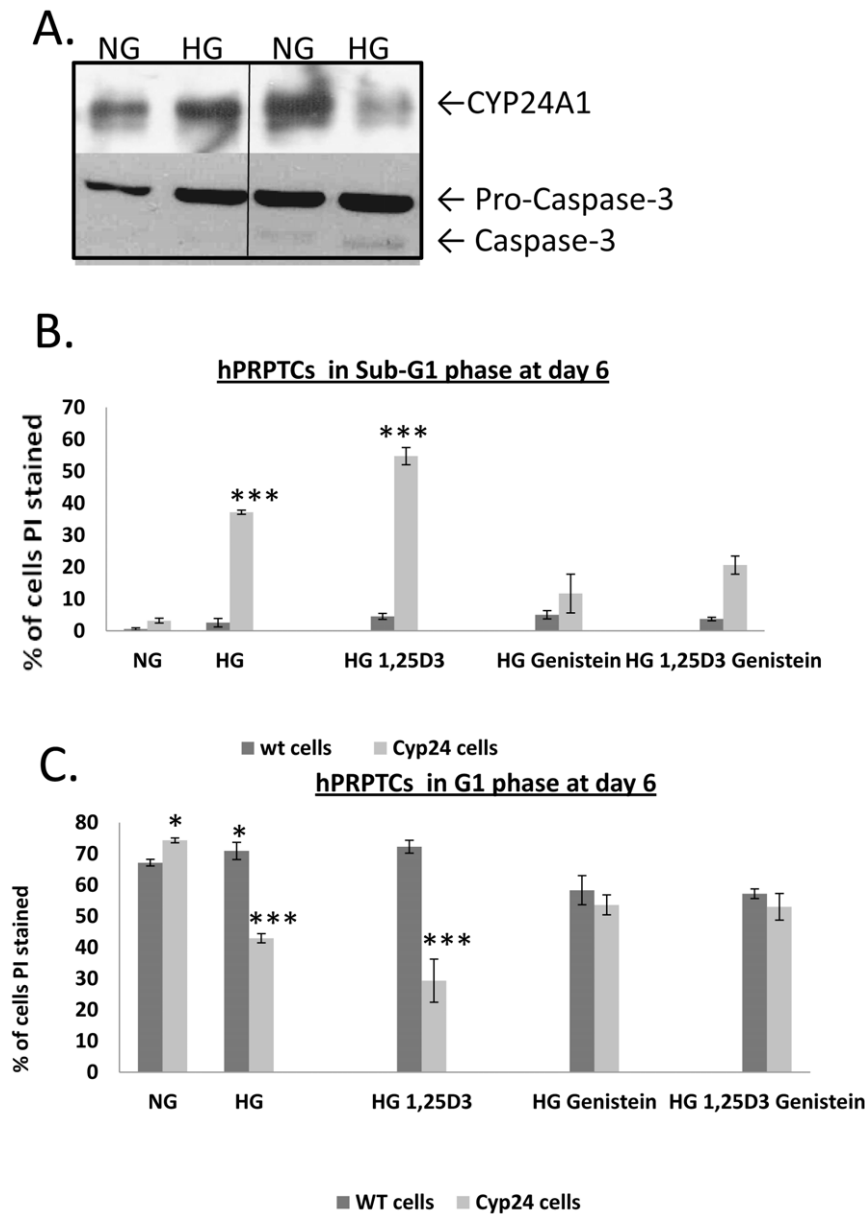 A.
NG HG NG HG
←CYP24A1
← Pro-Caspase-3
← Caspase-3
B.
hPRPTCs in Sub-G1 phase at day 6
% of cells PI stained
70
60
50
40
30
20
10
0
***
***
NG HG HG 1,25D3 HG Genistein HG 1,25D3 Genistein
wt cells Cyp24 cells
C.
hPRPTCs in G1 phase at day 6
% of cells PI stained
80
70
60
50
40
30
20
10
0
*
*
***
***
NG HG HG 1,25D3 HG Genistein HG 1,25D3 Genistein
WT cells Cyp24 cells